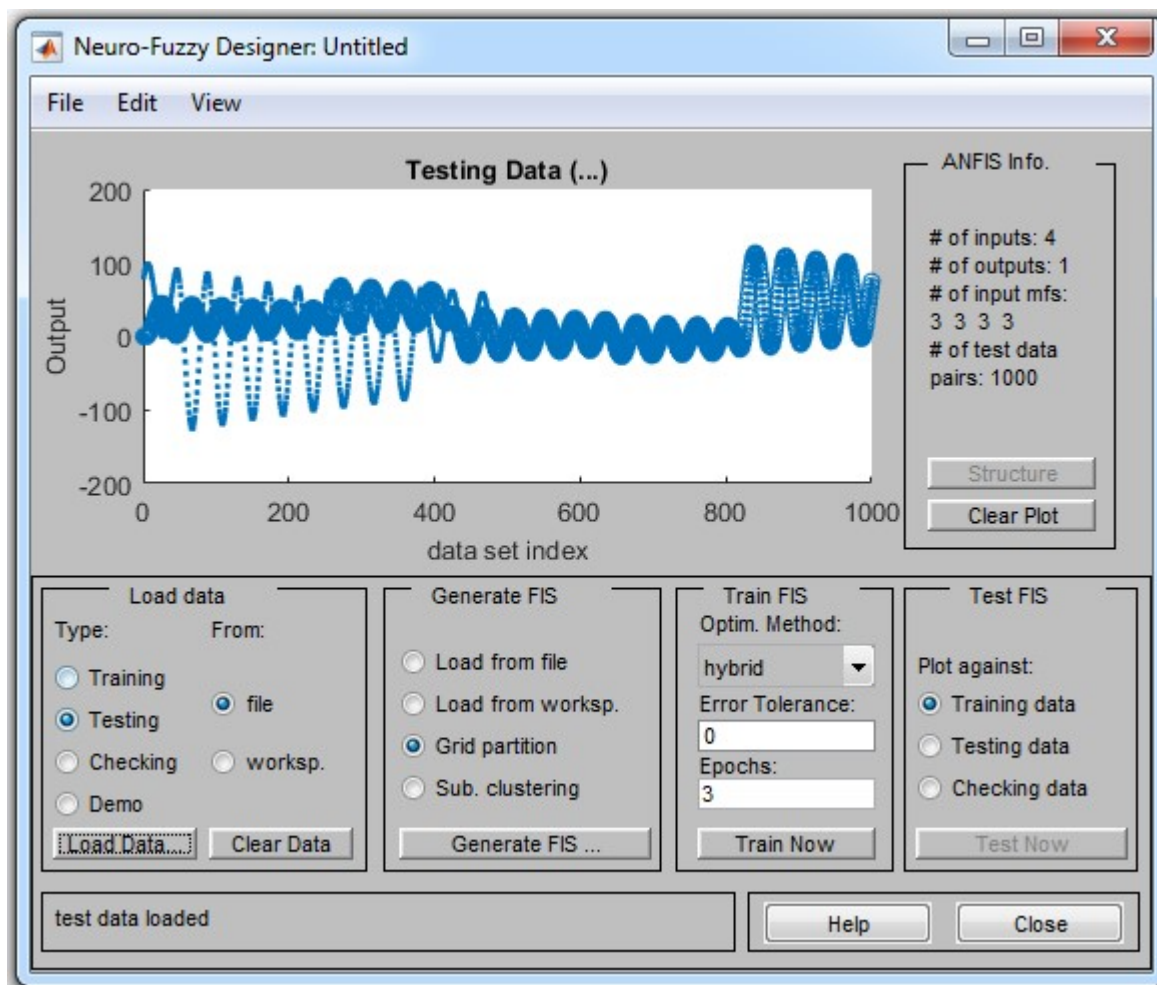 Neuro-Fuzzy Designer: Untitled
File Edit View
Testing Data (...)
200
100
0
-100
-200
Output
0 200 400 600 800 1000
data set index
ANFIS Info.
# of inputs: 4
# of outputs: 1
# of input mfs:
3 3 3 3
# of test data
pairs: 1000
Structure
Clear Plot
Load data
Type: From:
Training
Testing
Checking
Demo
file
worksp.
Load Data... Clear Data
Generate FIS
Load from file
Load from worksp.
Grid partition
Sub. clustering
Generate FIS ...
Train FIS
Optim. Method:
hybrid
Error Tolerance:
0
Epochs:
3
Train Now
Test FIS
Plot against:
Training data
Testing data
Checking data
Test Now
test data loaded
Help Close